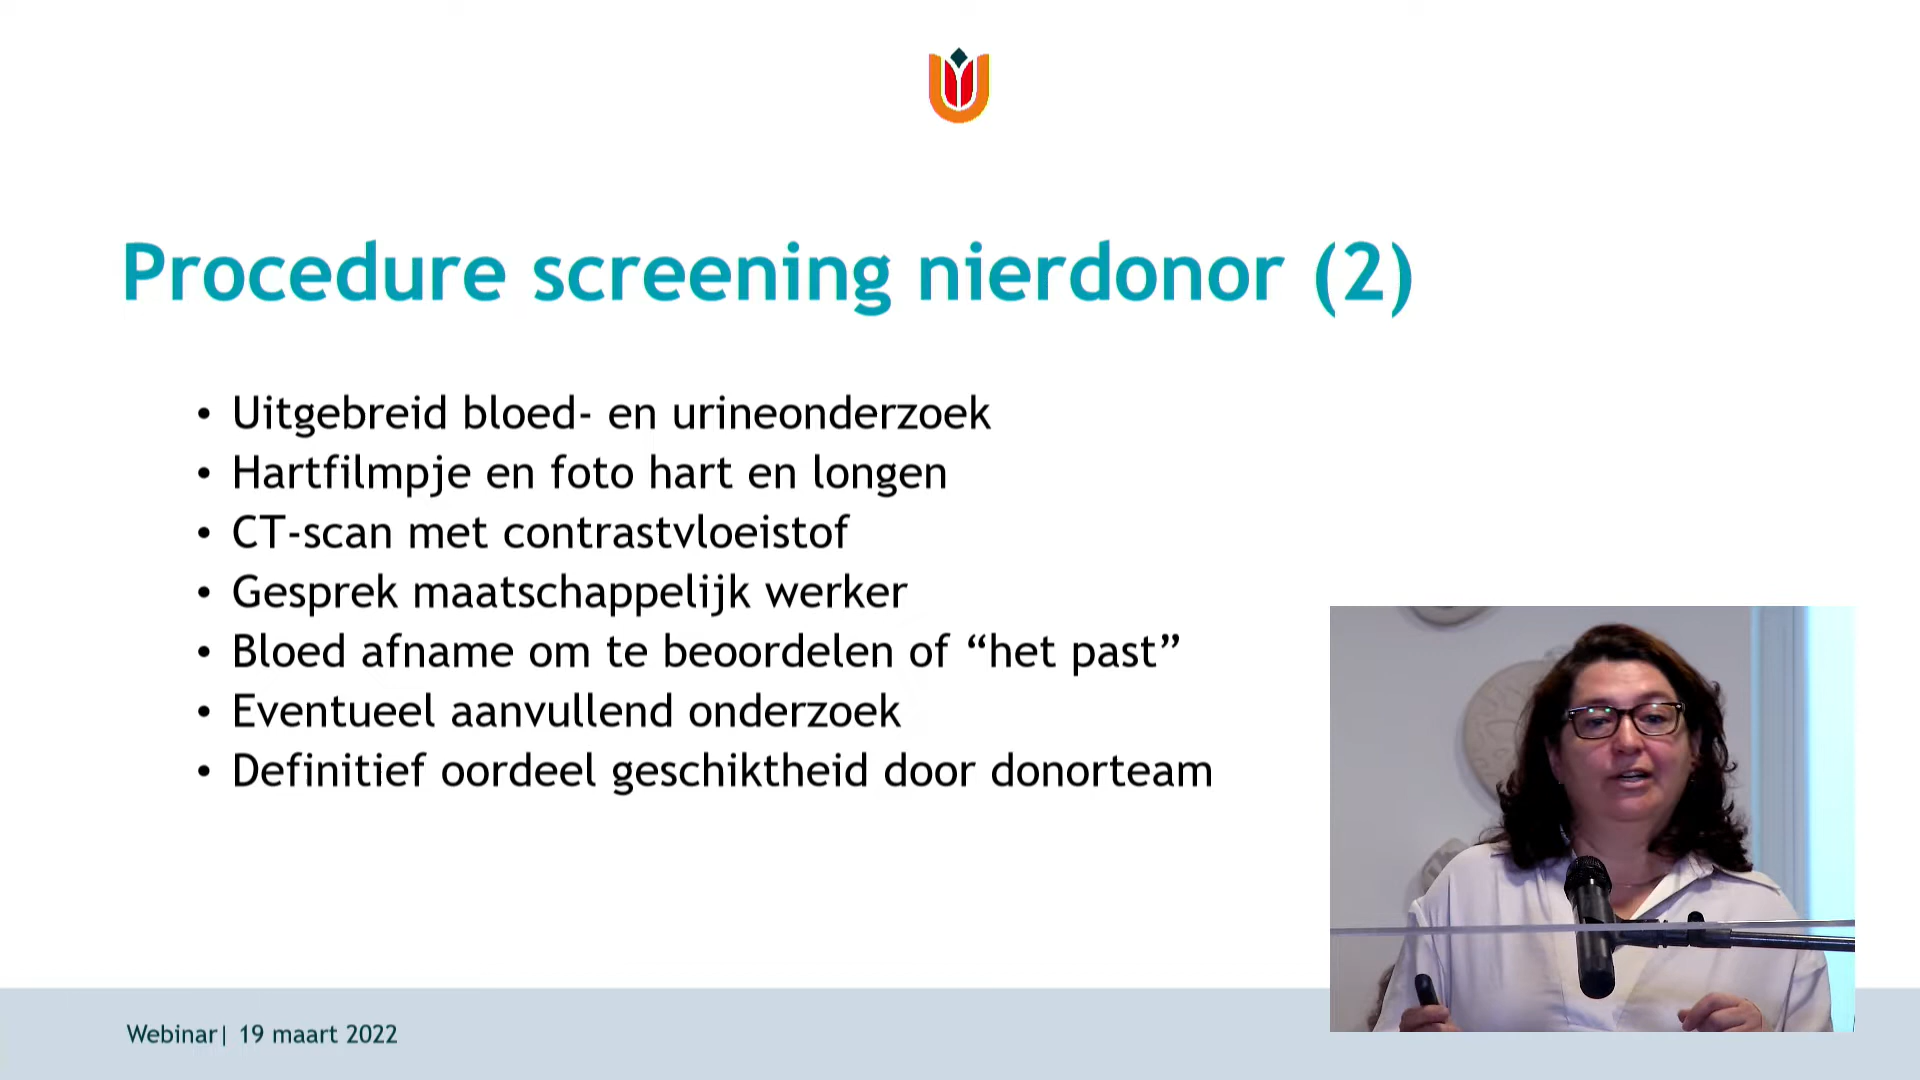 Procedure screening nierdonor (2)
• Uitgebreid bloed- en urineonderzoek
• Hartfilmpje en foto hart en longen
• CT-scan met contrastvloeistof
• Gesprek maatschappelijk werker
• Bloed afname om te beoordelen of “het past”
• Eventueel aanvullend onderzoek
• Definitief oordeel geschiktheid door donorteam
Webinar| 19 maart 2022